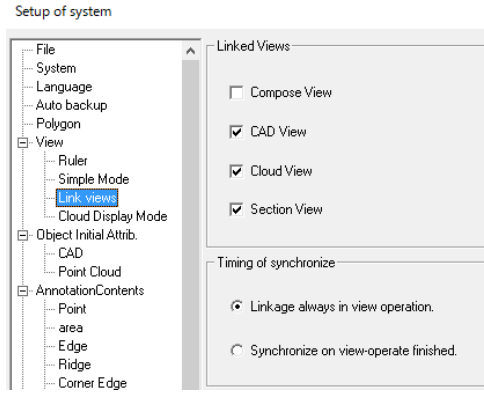 Setup of system
File
System
Language
Auto backup
Polygon
View
Ruler
Simple Mode
Link views
Cloud Display Mode
Object Initial Attrib.
CAD
Point Cloud
AnnotationContents
Point
area
Edge
Ridge
Corner Edge
Linked Views
Compose View
CAD View
Cloud View
Section View
Timing of synchronize
Linkage always in view operation.
Synchronize on view-operate finished.